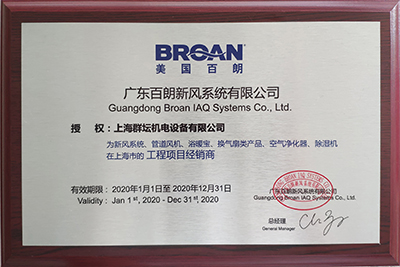 BROAN
美国百朗
广东百朗新风系统有限公司
Guangdong Broan IAQ Systems Co., Ltd.
授 权：上海群坛机电设备有限公司
为新风系统、管道风机、浴暖宝、换气扇类产品、空气净化器、除湿机
在上海市的 工程项目经销商
有效期限：2020年1月1日至 2020年12月31日
Validity: Jan 1st, 2020 - Dec 31st, 2020
广东百朗新风系统有限公司
Guangdong Broan IAQ Systems Co., Ltd.
总经理
General Manager